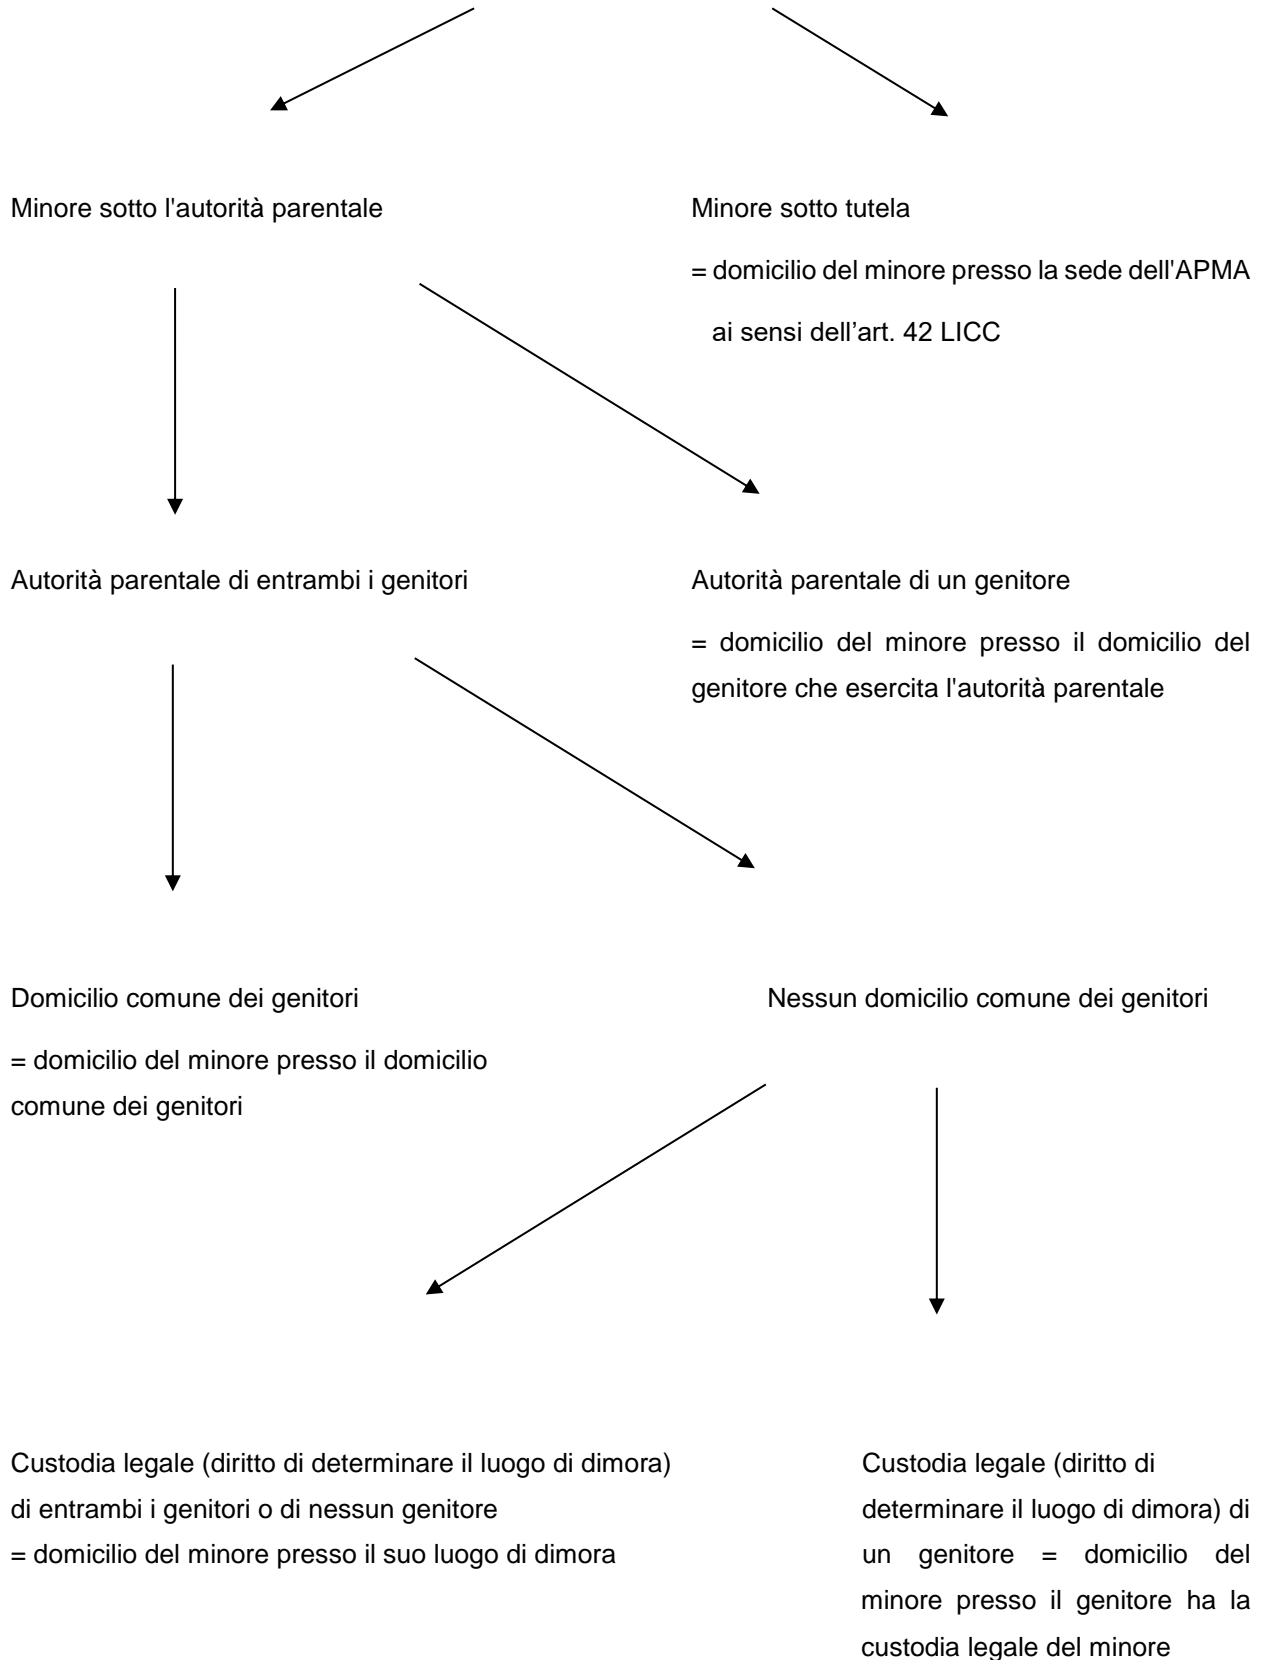 Minore sotto l'autorità parentale
Minore sotto tutela
= domicilio del minore presso la sede dell'APMA
ai sensi dell’art. 42 LICC
Autorità parentale di entrambi i genitori
Autorità parentale di un genitore
= domicilio del minore presso il domicilio del
genitore che esercita l'autorità parentale
Domicilio comune dei genitori
= domicilio del minore presso il domicilio
comune dei genitori
Nessun domicilio comune dei genitori
Custodia legale (diritto di determinare il luogo di dimora)
di entrambi i genitori o di nessun genitore
= domicilio del minore presso il suo luogo di dimora
Custodia legale (diritto di
determinare il luogo di dimora) di
un genitore = domicilio del
minore presso il genitore ha la
custodia legale del minore